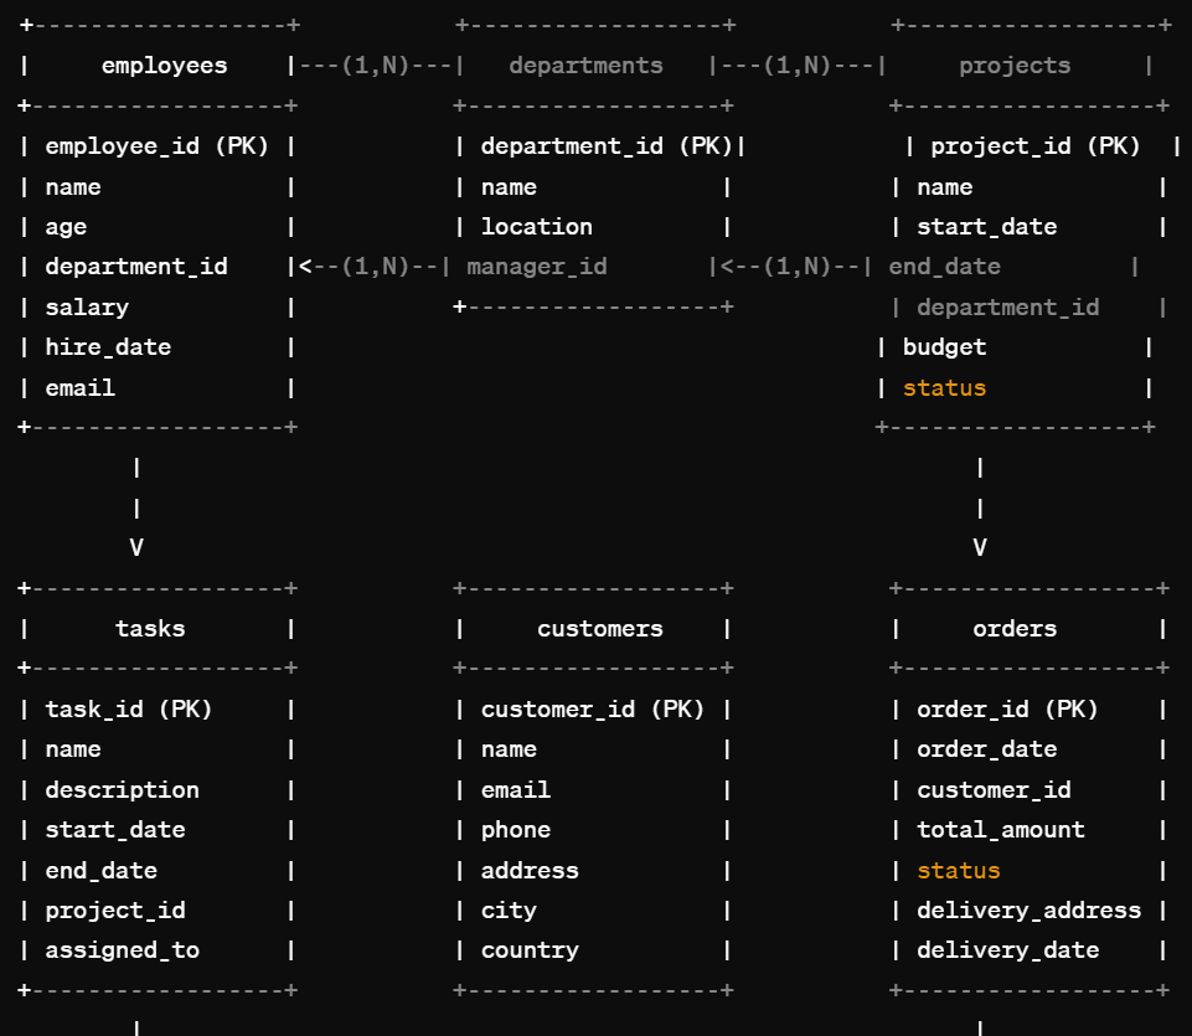 +------------------+           +------------------+           +------------------+
|     employees    |---(1,N)---|   departments   |---(1,N)---|     projects     |
+------------------+           +------------------+           +------------------+
| employee_id (PK) |           | department_id (PK)|           | project_id (PK)  |
| name             |           | name             |           | name             |
| age              |           | location         |           | start_date       |
| department_id    |<--(1,N)--| manager_id       |<--(1,N)--| end_date         |
| salary           |           +------------------+           | department_id    |
| hire_date        |                                         | budget           |
| email            |                                         | status           |
+------------------+                                         +------------------+
        |                                                           |
        |                                                           |
        V                                                           V
+------------------+           +------------------+           +------------------+
|      tasks       |           |     customers    |           |     orders       |
+------------------+           +------------------+           +------------------+
| task_id (PK)     |           | customer_id (PK) |           | order_id (PK)    |
| name             |           | name             |           | order_date       |
| description      |           | email            |           | customer_id      |
| start_date       |           | phone            |           | total_amount     |
| end_date         |           | address          |           | status           |
| project_id       |           | city             |           | delivery_address |
| assigned_to      |           | country          |           | delivery_date    |
+------------------+           +------------------+           +------------------+
        |                                                           |